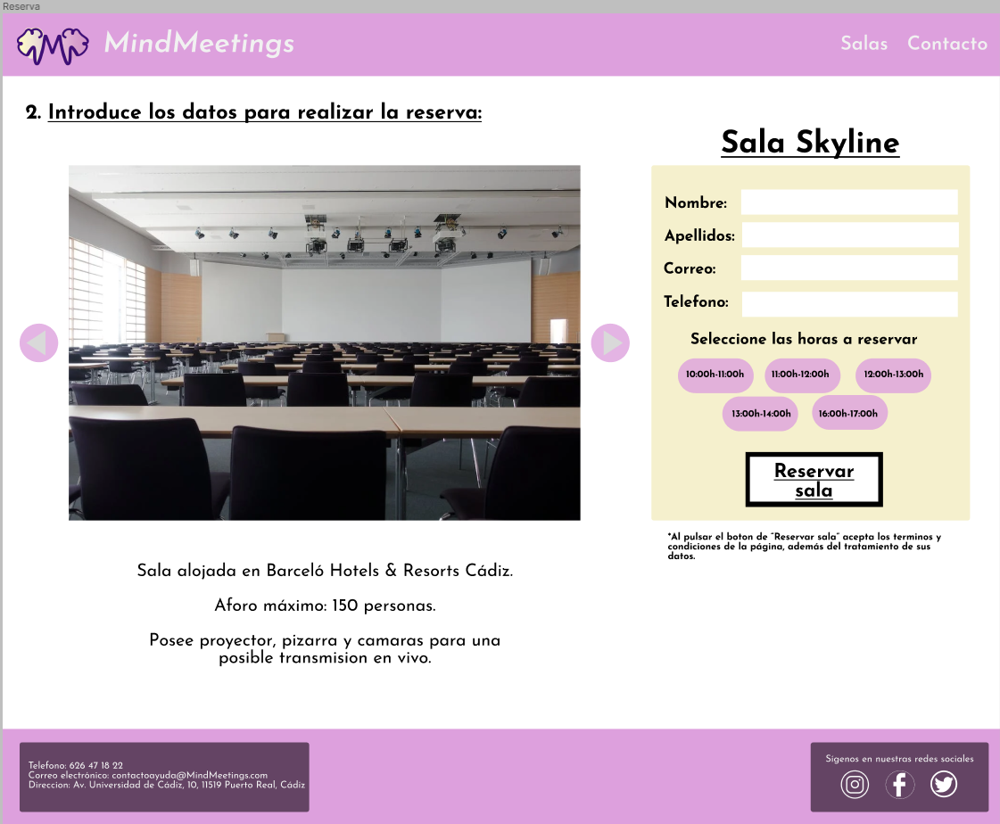 Reserva
MindMeetings
Salas Contacto
2. Introduce los datos para realizar la reserva:
Sala Skyline
Nombre:
Apellidos:
Correo:
Telefono:
Seleccione las horas a reservar
10:00h-11:00h 11:00h-12:00h 12:00h-13:00h
13:00h-14:00h 16:00h-17:00h
Reservar
sala
*Al pulsar el boton de "Reservar sala" acepta los terminos y
condiciones de la página, además del tratamiento de sus
datos.
Sala alojada en Barceló Hotels & Resorts Cádiz.
Aforo máximo: 150 personas.
Posee proyector, pizarra y camaras para una
posible transmision en vivo.
Telefono: 626 47 18 22
Correo electrónico: contactoayuda@MindMeetings.com
Direccion: Av. Universidad de Cádiz, 10, 11519 Puerto Real, Cádiz
Sigenos en nuestras redes sociales